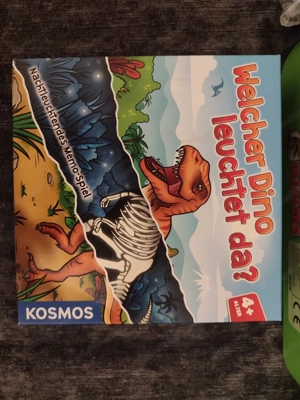 Welcher Dino
leuchtet da?
4+
Nachtleuchtendes Memo-Spiel
KOSMOS